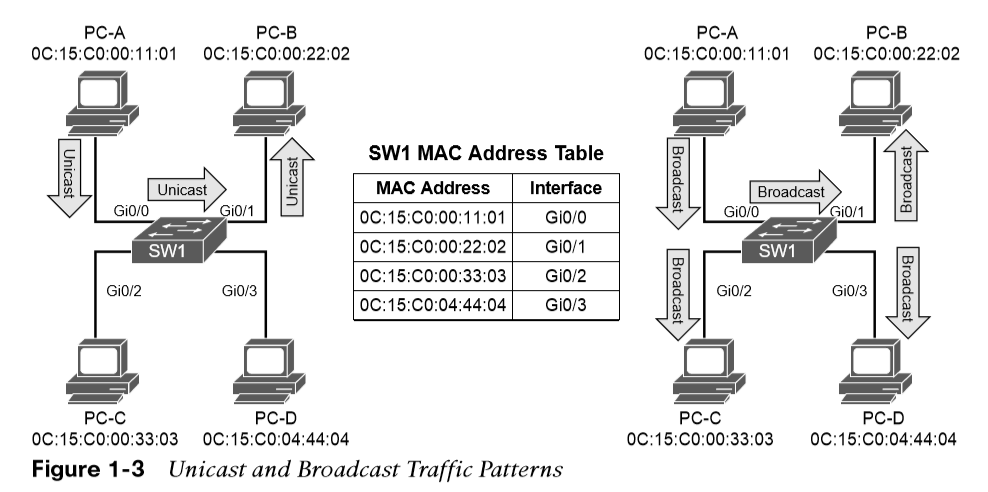 PC-A
0C:15:C0:00:11:01
PC-B
0C:15:C0:00:22:02
Unicast
Unicast
Unicast
Gi0/0
Gi0/1
SW1
Gi0/2
Gi0/3
PC-C
0C:15:C0:00:33:03
PC-D
0C:15:C0:04:44:04
SW1 MAC Address Table
MAC Address Interface
0C:15:C0:00:11:01 Gi0/0
0C:15:C0:00:22:02 Gi0/1
0C:15:C0:00:33:03 Gi0/2
0C:15:C0:04:44:04 Gi0/3
PC-A
0C:15:C0:00:11:01
PC-B
0C:15:C0:00:22:02
Broadcast
Broadcast
Broadcast
Gi0/0
Gi0/1
SW1
Broadcast
Broadcast
Gi0/2
Gi0/3
PC-C
0C:15:C0:00:33:03
PC-D
0C:15:C0:04:44:04
Figure 1-3 Unicast and Broadcast Traffic Patterns